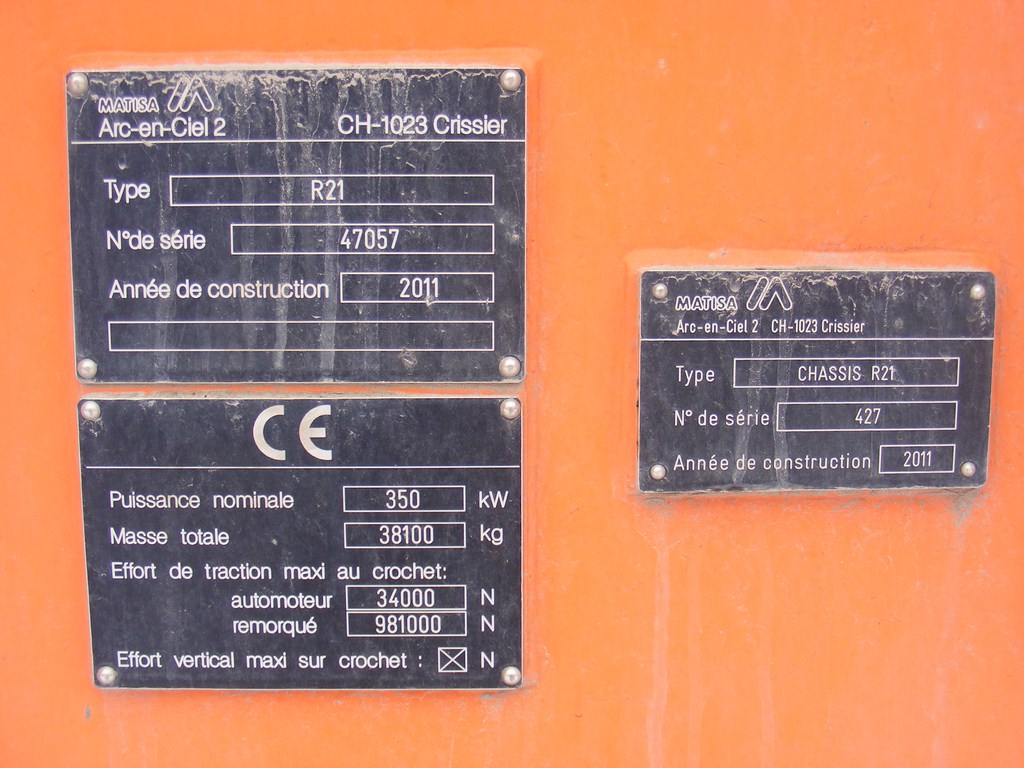 MATISA
Arc-en-Ciel 2 CH-1023 Crissier
Type R21
N°de série 47057
Année de construction 2011
CE
Puissance nominale 350 kW
Masse totale 38100 kg
Effort de traction maxi au crochet:
automoteur 34000 N
remorqué 981000 N
Effort vertical maxi sur crochet : N
MATISA
Arc-en-Ciel 2 CH-1023 Crissier
Type CHASSIS R21
N° de série 427
Année de construction 2011